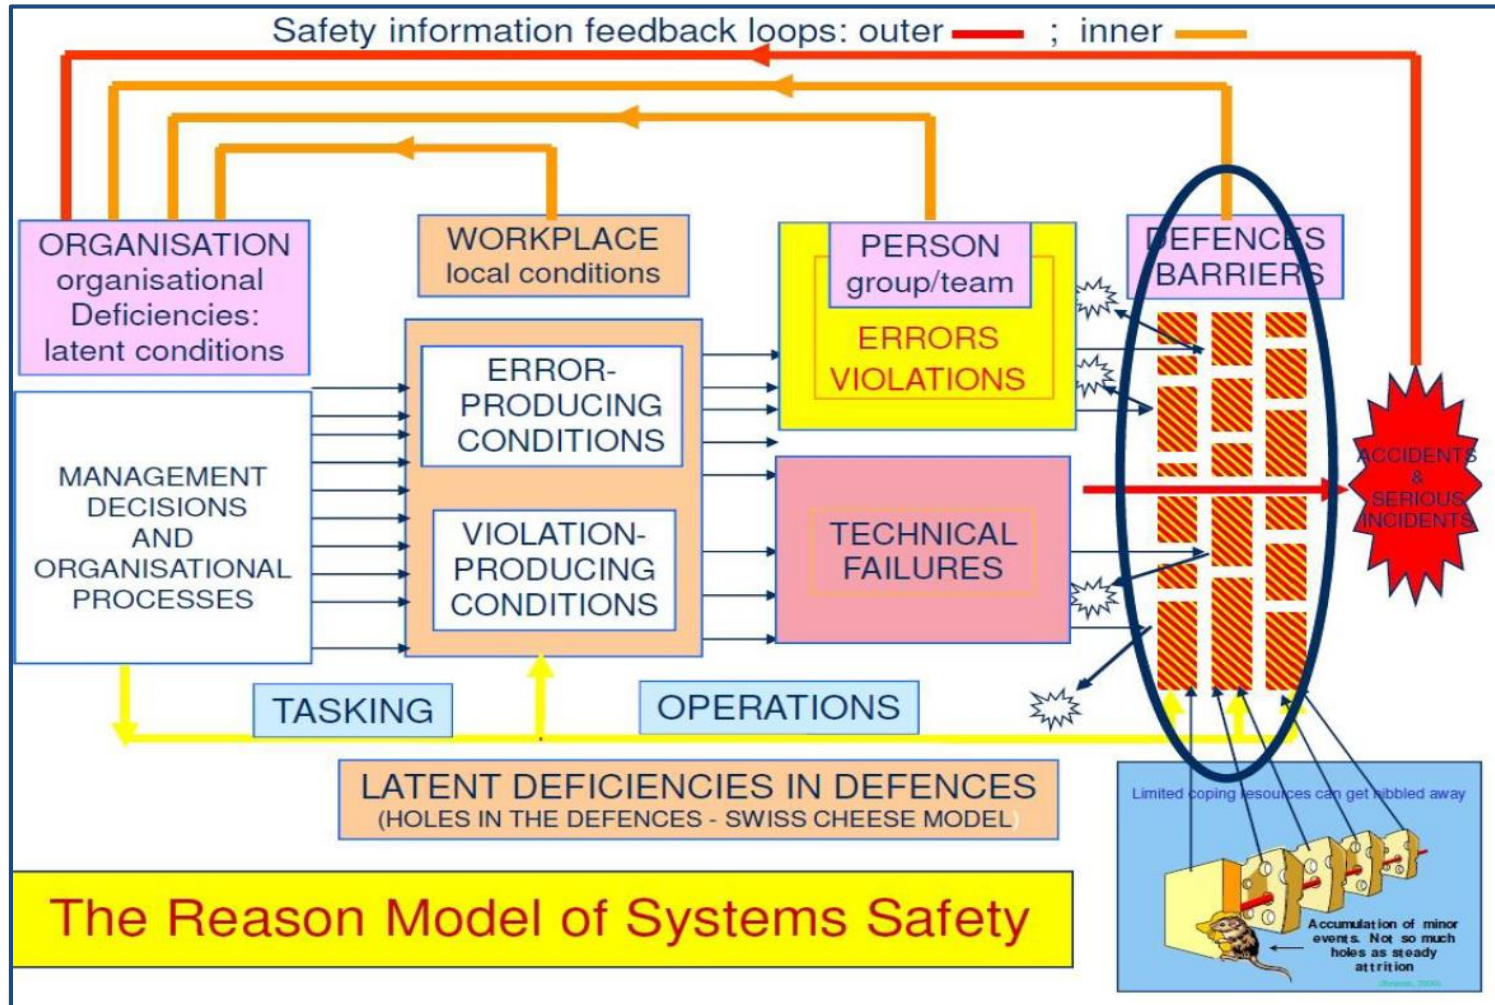 Safety information feedback loops: outer ; inner
ORGANISATION
organisational
Deficiencies:
latent conditions
WORKPLACE
local conditions
PERSON
group/team
ERRORS
VIOLATIONS
DEFENCES
BARRIERS
MANAGEMENT
DECISIONS
AND
ORGANISATIONAL
PROCESSES
ERROR-
PRODUCING
CONDITIONS
VIOLATION-
PRODUCING
CONDITIONS
TECHNICAL
FAILURES
ACCIDENTS
&
SERIOUS
INCIDENTS
TASKING
OPERATIONS
LATENT DEFICIENCIES IN DEFENCES
(HOLES IN THE DEFENCES - SWISS CHEESE MODEL)
The Reason Model of Systems Safety
Limited coping resources can get nibbled away
Accumulation of minor
events. Not so much
holes as steady
attrition
(Reason, 2000)